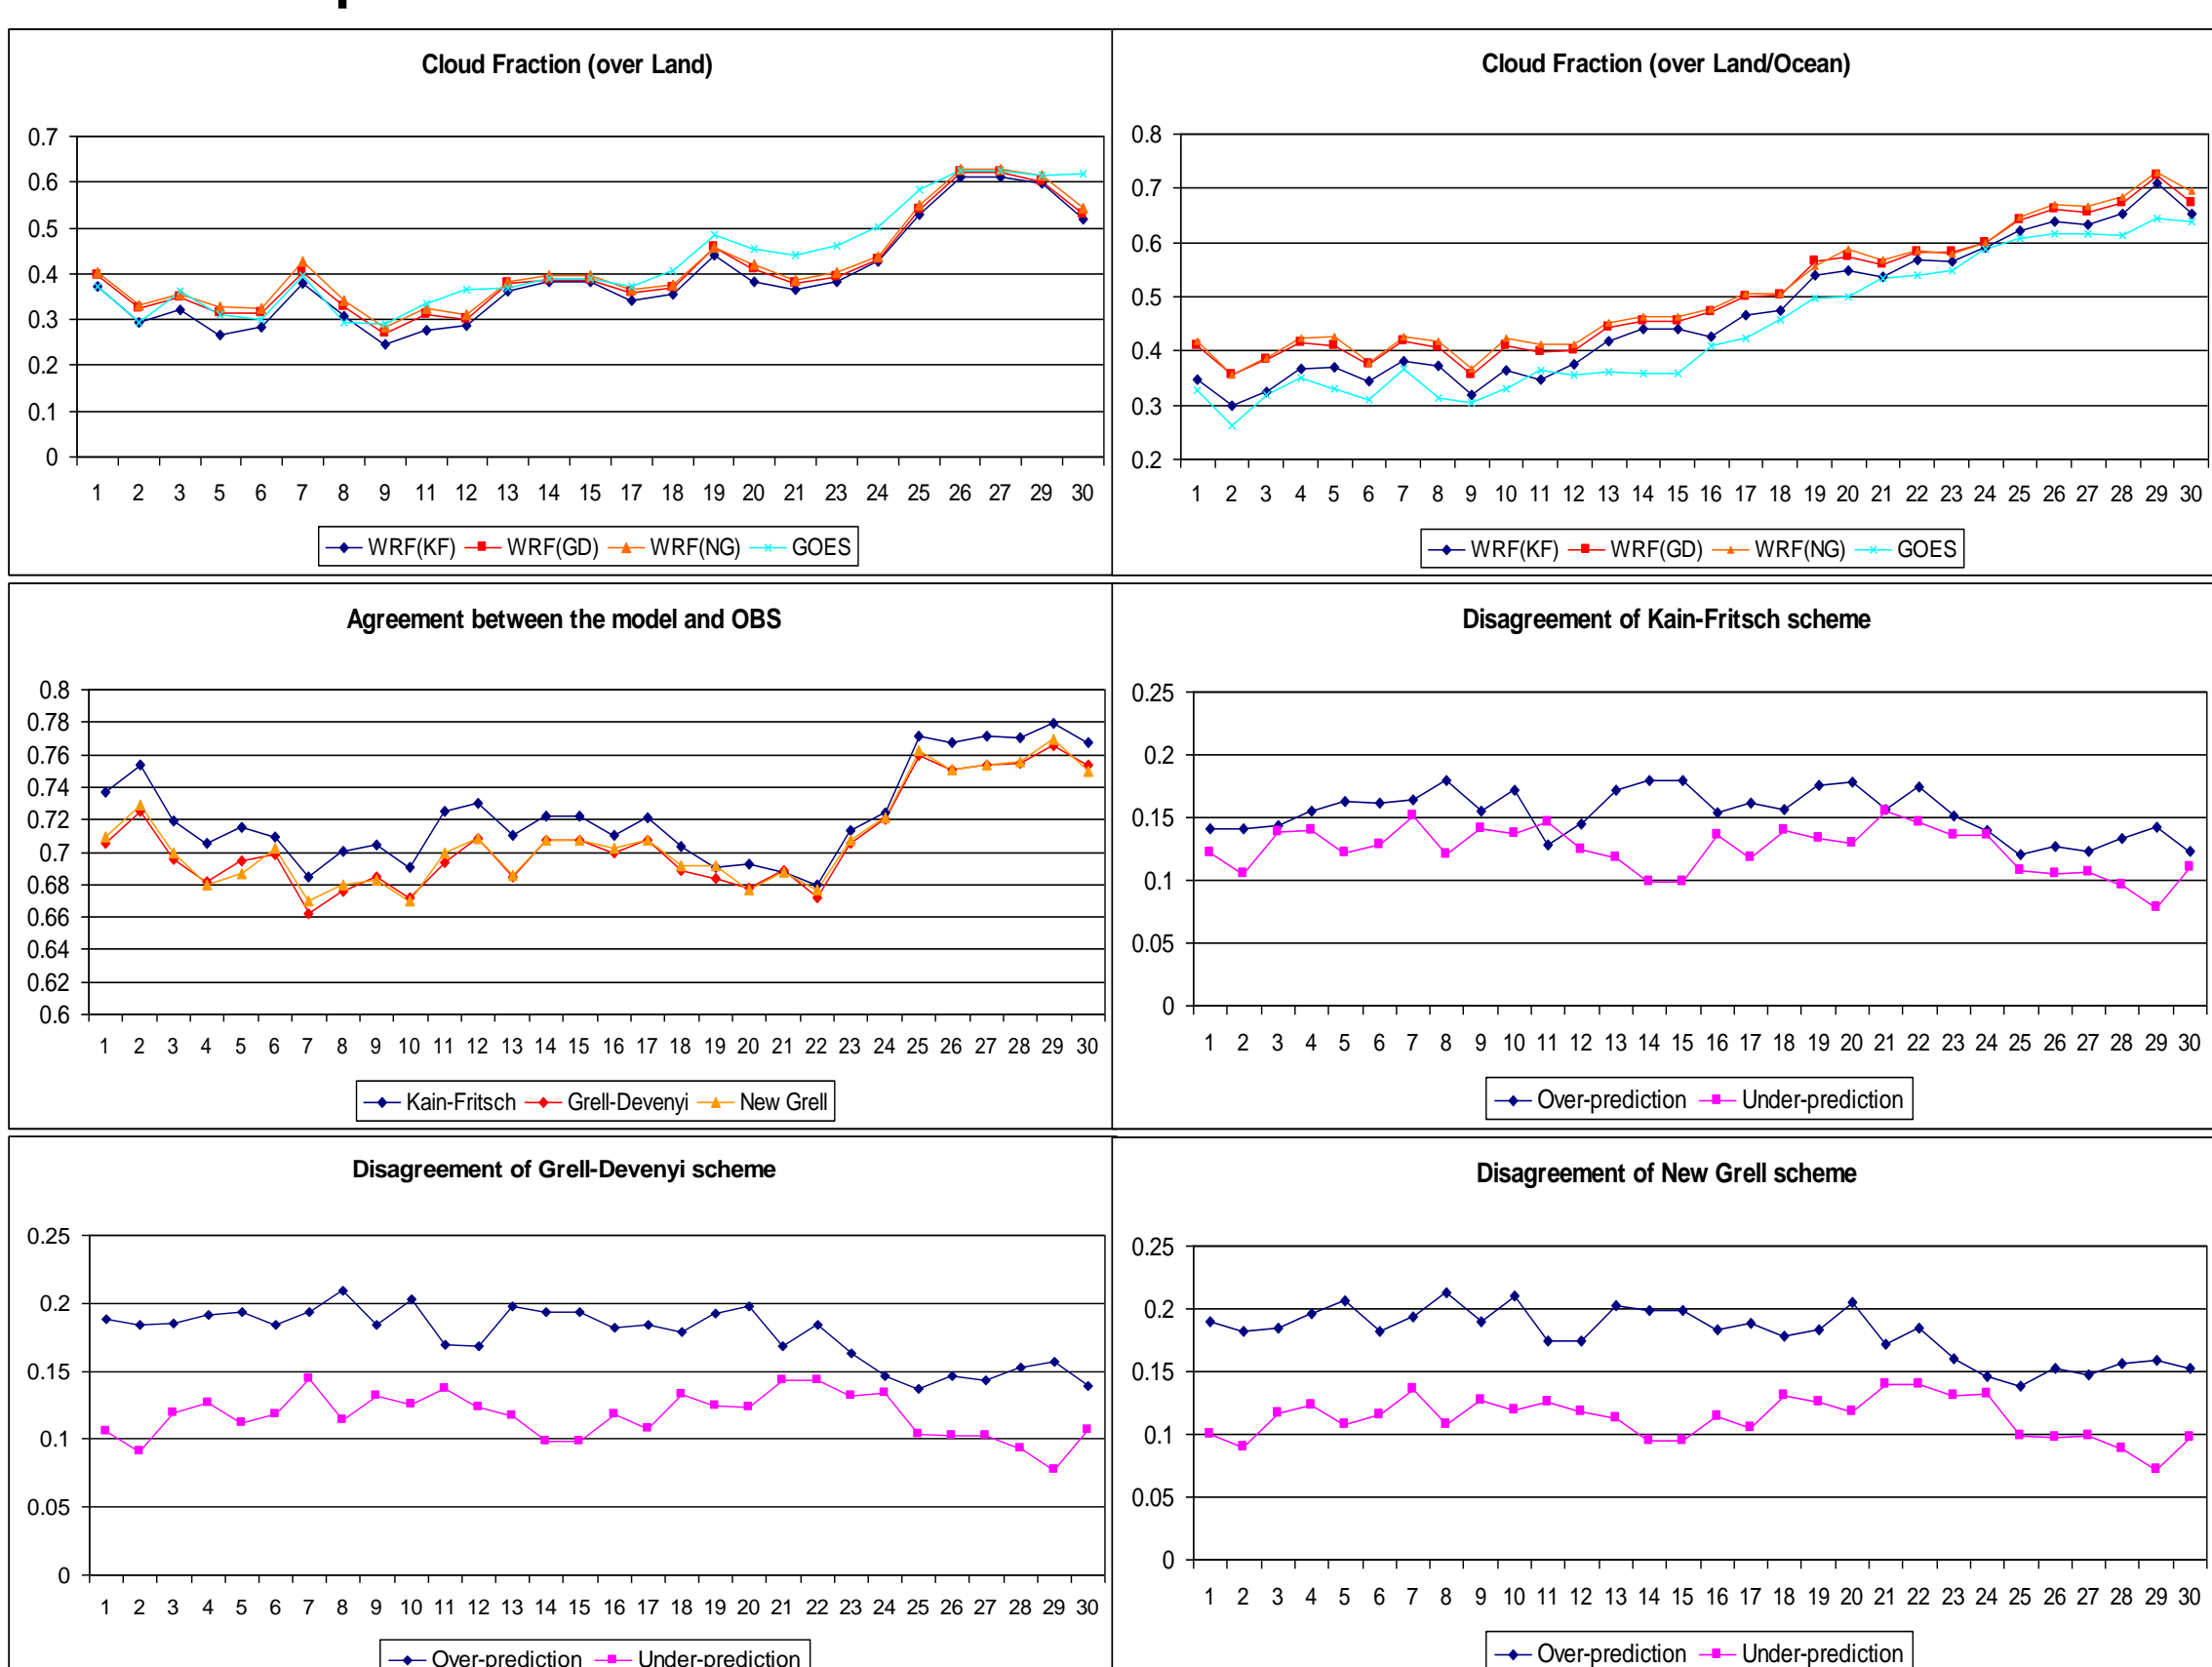 Cloud Fraction (over Land)
0.7
0.6
0.5
0.4
0.3
0.2
0.1
0
1 2 3 5 6 7 8 9 11 12 13 14 15 17 18 19 20 21 23 24 25 26 27 29 30
WRF(KF) WRF(GD) WRF(NG) GOES
Cloud Fraction (over Land/Ocean)
0.8
0.7
0.6
0.5
0.4
0.3
0.2
1 2 3 4 5 6 7 8 9 10 11 12 13 14 15 16 17 18 19 20 21 22 23 24 25 26 27 28 29 30
WRF(KF) WRF(GD) WRF(NG) GOES
Agreement between the model and OBS
0.8
0.78
0.76
0.74
0.72
0.7
0.68
0.66
0.64
0.62
0.6
1 2 3 4 5 6 7 8 9 10 11 12 13 14 15 16 17 18 19 20 21 22 23 24 25 26 27 28 29 30
Kain-Fritsch Grell-Devenyi New Grell
Disagreement of Kain-Fritsch scheme
0.25
0.2
0.15
0.1
0.05
0
1 2 3 4 5 6 7 8 9 10 11 12 13 14 15 16 17 18 19 20 21 22 23 24 25 26 27 28 29 30
Over-prediction Under-prediction
Disagreement of Grell-Devenyi scheme
0.25
0.2
0.15
0.1
0.05
0
1 2 3 4 5 6 7 8 9 10 11 12 13 14 15 16 17 18 19 20 21 22 23 24 25 26 27 28 29 30
Over-prediction Under-prediction
Disagreement of New Grell scheme
0.25
0.2
0.15
0.1
0.05
0
1 2 3 4 5 6 7 8 9 10 11 12 13 14 15 16 17 18 19 20 21 22 23 24 25 26 27 28 29 30
Over-prediction Under-prediction